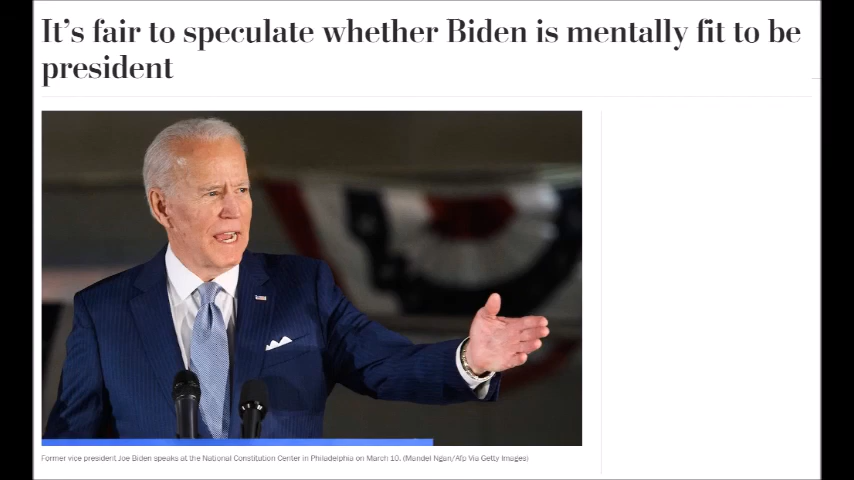 It's fair to speculate whether Biden is mentally fit to be
president
Former vice president Joe Biden speaks at the National Constitution Center in Philadelphia on March 10. (Mandel Ngan/Afp Via Getty Images)